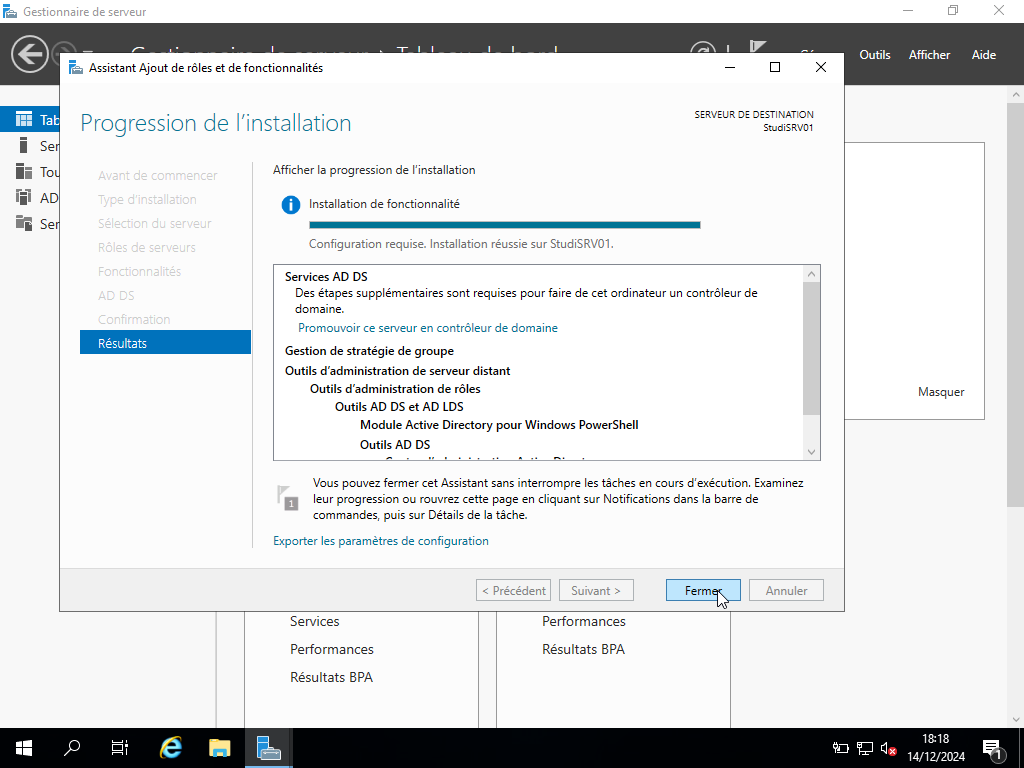 Gestionnaire de serveur
Gestionnaire de serveur Tableau de bord
Outils
Afficher
Aide
Assistant Ajout de rôles et de fonctionnalités
Progression de l'installation
SERVEUR DE DESTINATION
StudiSRV01
Tab
Ser
Tou
AD
Ser
Avant de commencer
Type d'installation
Sélection du serveur
Rôles de serveurs
Fonctionnalités
AD DS
Confirmation
Résultats
Afficher la progression de l'installation
Installation de fonctionnalité
Configuration requise. Installation réussie sur StudiSRV01.
Services AD DS
Des étapes supplémentaires sont requises pour faire de cet ordinateur un contrôleur de
domaine.
Promouvoir ce serveur en contrôleur de domaine
Gestion de stratégie de groupe
Outils d'administration de serveur distant
Outils d'administration de rôles
Outils AD DS et AD LDS
Module Active Directory pour Windows PowerShell
Outils AD DS
1
Vous pouvez fermer cet Assistant sans interrompre les tâches en cours d'exécution. Examinez
leur progression ou rouvrez cette page en cliquant sur Notifications dans la barre de
commandes, puis sur Détails de la tâche.
Exporter les paramètres de configuration
< Précédent
Suivant >
Fermer
Annuler
Masquer
Services
Performances
Résultats BPA
Performances
Résultats BPA
18:18
14/12/2024
1